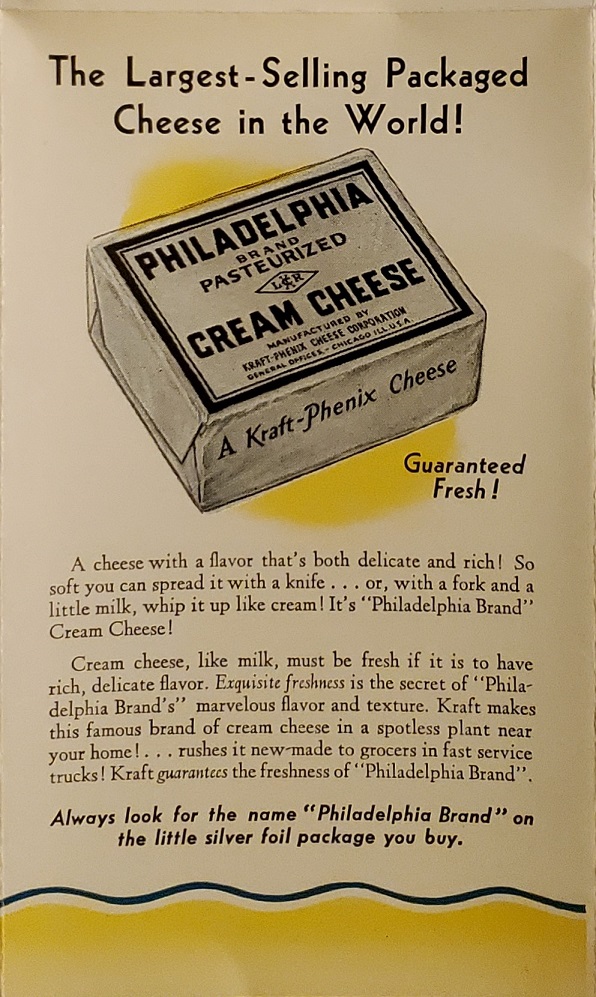 The Largest-Selling Packaged
Cheese in the World!
PHILADELPHIA
BRAND
PASTEURIZED
CREAM CHEESE
MANUFACTURED BY
KRAFT-PHENIX CHEESE CORPORATION
GENERAL OFFICES - CHICAGO ILL. U.S.A.
A Kraft-Phenix Cheese
Guaranteed
Fresh!
A cheese with a flavor that's both delicate and rich! So
soft you can spread it with a knife . . . or, with a fork and a
little milk, whip it up like cream! It's "Philadelphia Brand"
Cream Cheese!
Cream cheese, like milk, must be fresh if it is to have
rich, delicate flavor. Exquisite freshness is the secret of "Phila-
delphia Brand's" marvelous flavor and texture. Kraft makes
this famous brand of cream cheese in a spotless plant near
your home! . . . rushes it new-made to grocers in fast service
trucks! Kraft guarantees the freshness of "Philadelphia Brand".
Always look for the name "Philadelphia Brand" on
the little silver foil package you buy.